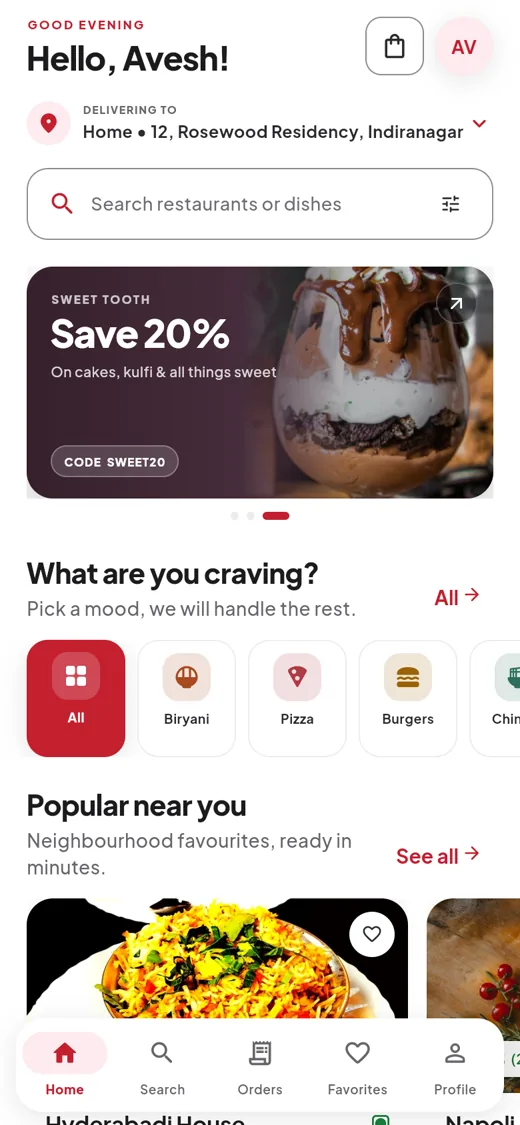 GOOD EVENING
Hello, Avesh!
AV
DELIVERING TO
Home • 12, Rosewood Residency, Indiranagar
Search restaurants or dishes
SWEET TOOTH
Save 20%
On cakes, kulfi & all things sweet
CODE SWEET20
What are you craving?
Pick a mood, we will handle the rest.
All
All
Biryani
Pizza
Burgers
Popular near you
Neighbourhood favourites, ready in
minutes.
See all
Home
Search
Orders
Favorites
Profile
Hyderabadi House
Napoli